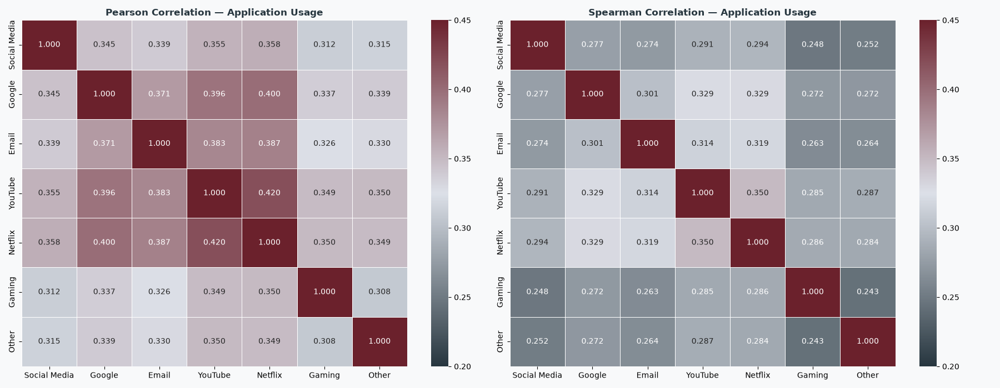 Pearson Correlation — Application Usage
Social Media 1.000 0.345 0.339 0.355 0.358 0.312 0.315
Google 0.345 1.000 0.371 0.396 0.400 0.337 0.339
Email 0.339 0.371 1.000 0.383 0.387 0.326 0.330
YouTube 0.355 0.396 0.383 1.000 0.420 0.349 0.350
Netflix 0.358 0.400 0.387 0.420 1.000 0.350 0.349
Gaming 0.312 0.337 0.326 0.349 0.350 1.000 0.308
Other 0.315 0.339 0.330 0.350 0.349 0.308 1.000
Social Media Google Email YouTube Netflix Gaming Other
0.45
0.40
0.35
0.30
0.25
0.20
Spearman Correlation — Application Usage
Social Media 1.000 0.277 0.274 0.291 0.294 0.248 0.252
Google 0.277 1.000 0.301 0.329 0.329 0.272 0.272
Email 0.274 0.301 1.000 0.314 0.319 0.263 0.264
YouTube 0.291 0.329 0.314 1.000 0.350 0.285 0.287
Netflix 0.294 0.329 0.319 0.350 1.000 0.286 0.284
Gaming 0.248 0.272 0.263 0.285 0.286 1.000 0.243
Other 0.252 0.272 0.264 0.287 0.284 0.243 1.000
Social Media Google Email YouTube Netflix Gaming Other
0.45
0.40
0.35
0.30
0.25
0.20